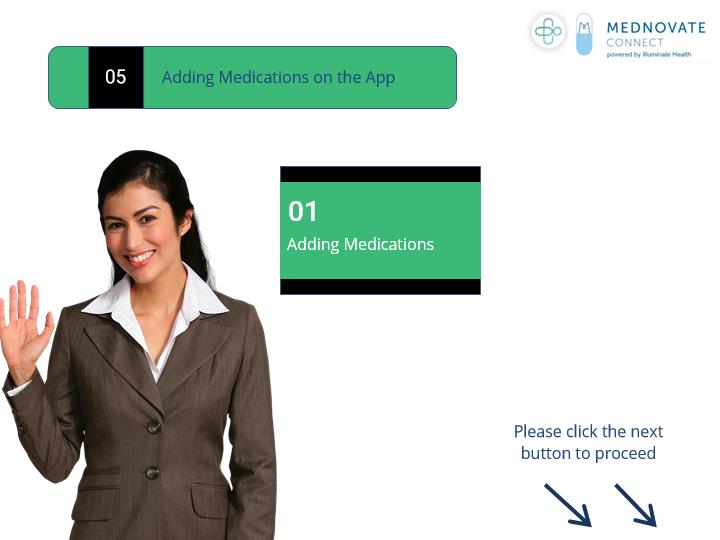 MEDNOVATE
CONNECT
powered by Illuminate Health
05
Adding Medications on the App
01
Adding Medications
Please click the next
button to proceed